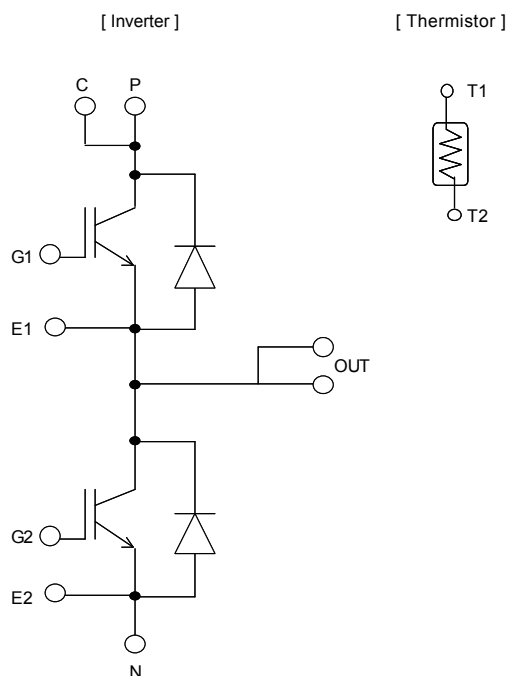 [ Inverter ]
[ Thermistor ]
C
P
T1
T2
G1
E1
OUT
G2
E2
N